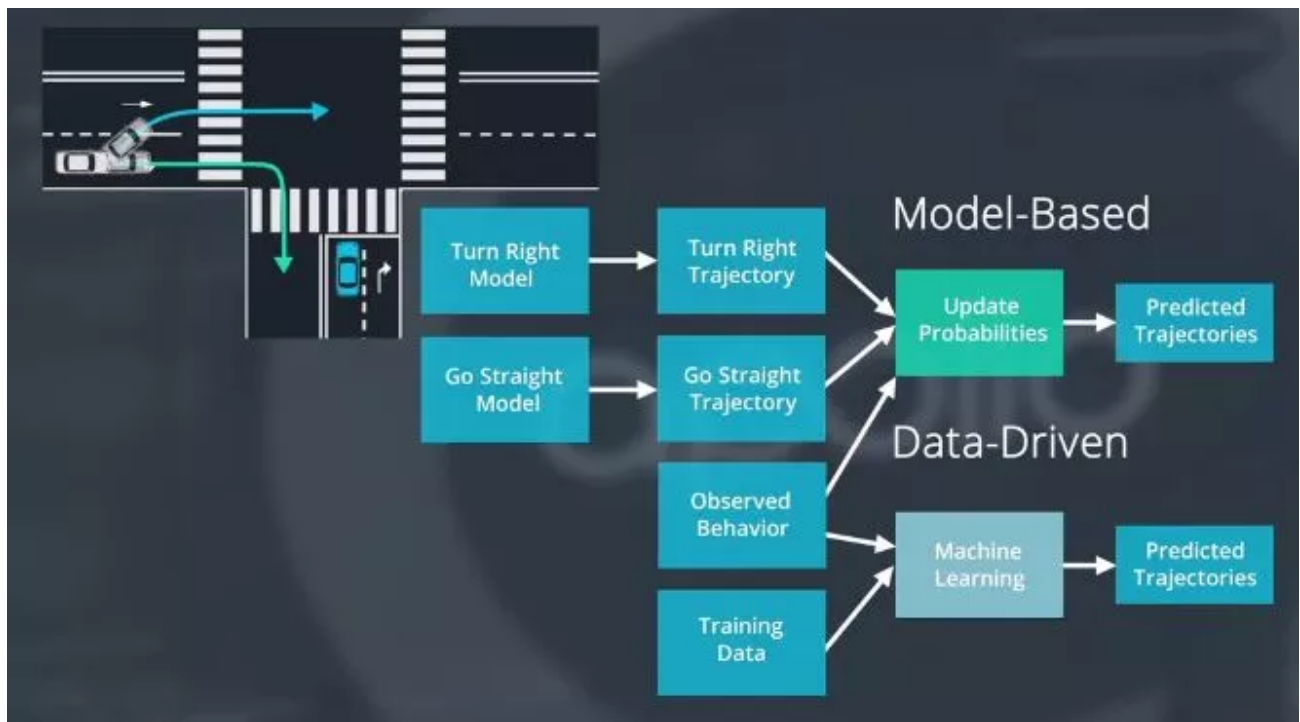 Model-Based
Turn Right
Model
Turn Right
Trajectory
Update
Probabilities
Predicted
Trajectories
Go Straight
Model
Go Straight
Trajectory
Data-Driven
Observed
Behavior
Machine
Learning
Predicted
Trajectories
Training
Data
apollo